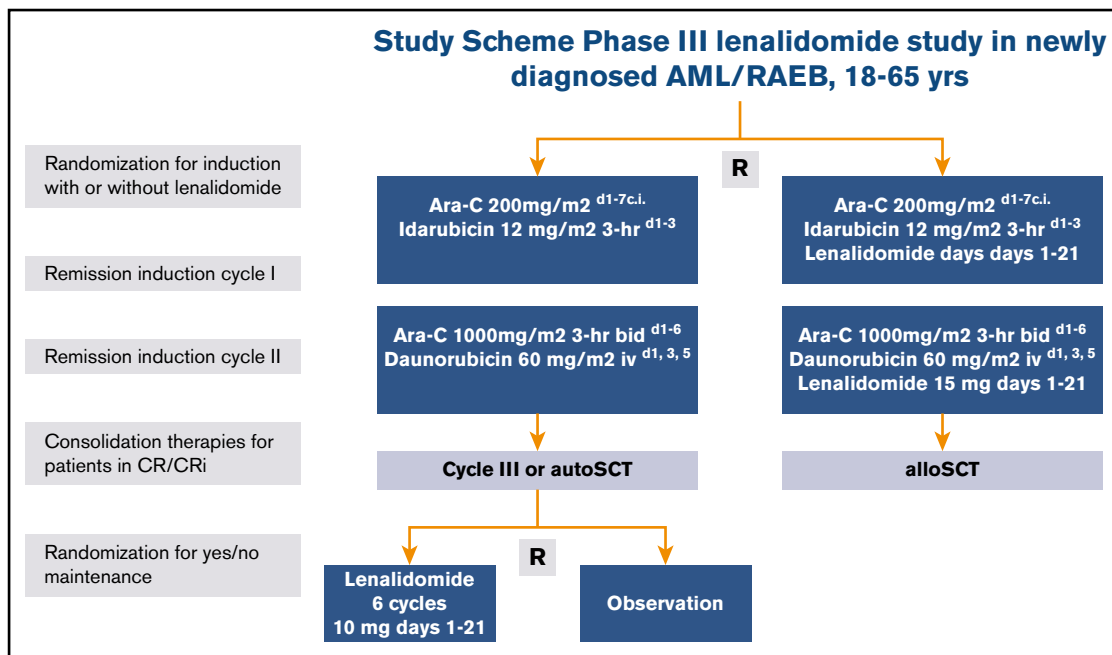 Study Scheme Phase III lenalidomide study in newly
diagnosed AML/RAEB, 18-65 yrs
Randomization for induction
with or without lenalidomide
R
Ara-C 200mg/m2 d1-7c.i.
Idarubicin 12 mg/m2 3-hr d1-3
Ara-C 200mg/m2 d1-7c.i.
Idarubicin 12 mg/m2 3-hr d1-3
Lenalidomide days days 1-21
Remission induction cycle I
Remission induction cycle II
Ara-C 1000mg/m2 3-hr bid d1-6
Daunorubicin 60 mg/m2 iv d1, 3, 5
Ara-C 1000mg/m2 3-hr bid d1-6
Daunorubicin 60 mg/m2 iv d1, 3, 5
Lenalidomide 15 mg days 1-21
Consolidation therapies for
patients in CR/CRi
Cycle III or autoSCT
alloSCT
Randomization for yes/no
maintenance
R
Lenalidomide
6 cycles
10 mg days 1-21
Observation